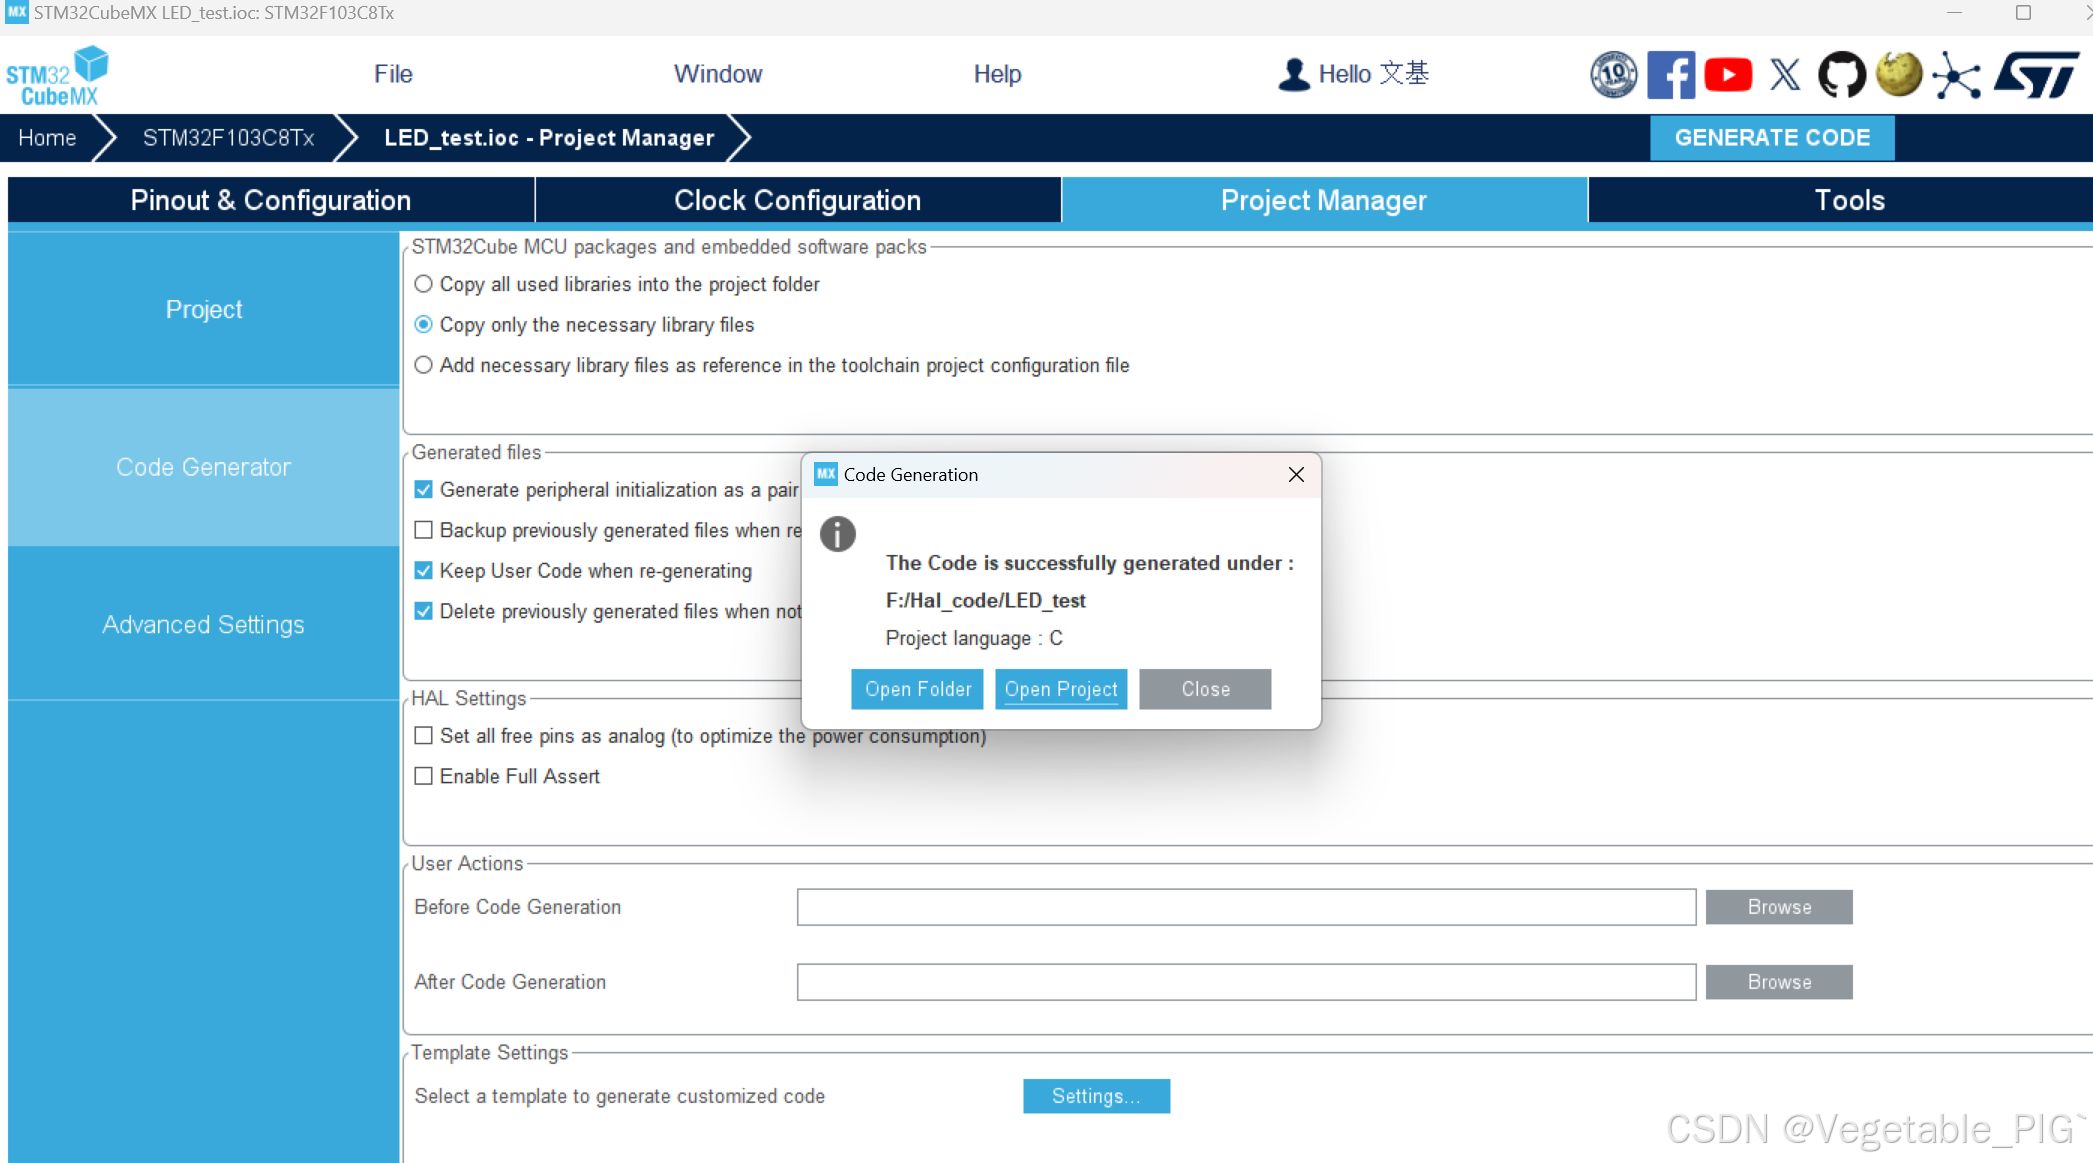 MX STM32CubeMX LED_test.ioc: STM32F103C8Tx
STM32
CubeMX
File
Window
Help
Hello 文基
10
Home
STM32F103C8Tx
LED_test.ioc - Project Manager
GENERATE CODE
Pinout & Configuration
Clock Configuration
Project Manager
Tools
Project
Code Generator
Advanced Settings
STM32Cube MCU packages and embedded software packs
Copy all used libraries into the project folder
Copy only the necessary library files
Add necessary library files as reference in the toolchain project configuration file
Generated files
Generate peripheral initialization as a pair
Backup previously generated files when re
Keep User Code when re-generating
Delete previously generated files when not
MX Code Generation
The Code is successfully generated under :
F:/Hal_code/LED_test
Project language : C
Open Folder
Open Project
Close
HAL Settings
Set all free pins as analog (to optimize the power consumption)
Enable Full Assert
User Actions
Before Code Generation
Browse
After Code Generation
Browse
Template Settings
Select a template to generate customized code
Settings...
CSDN @Vegetable_PIG`